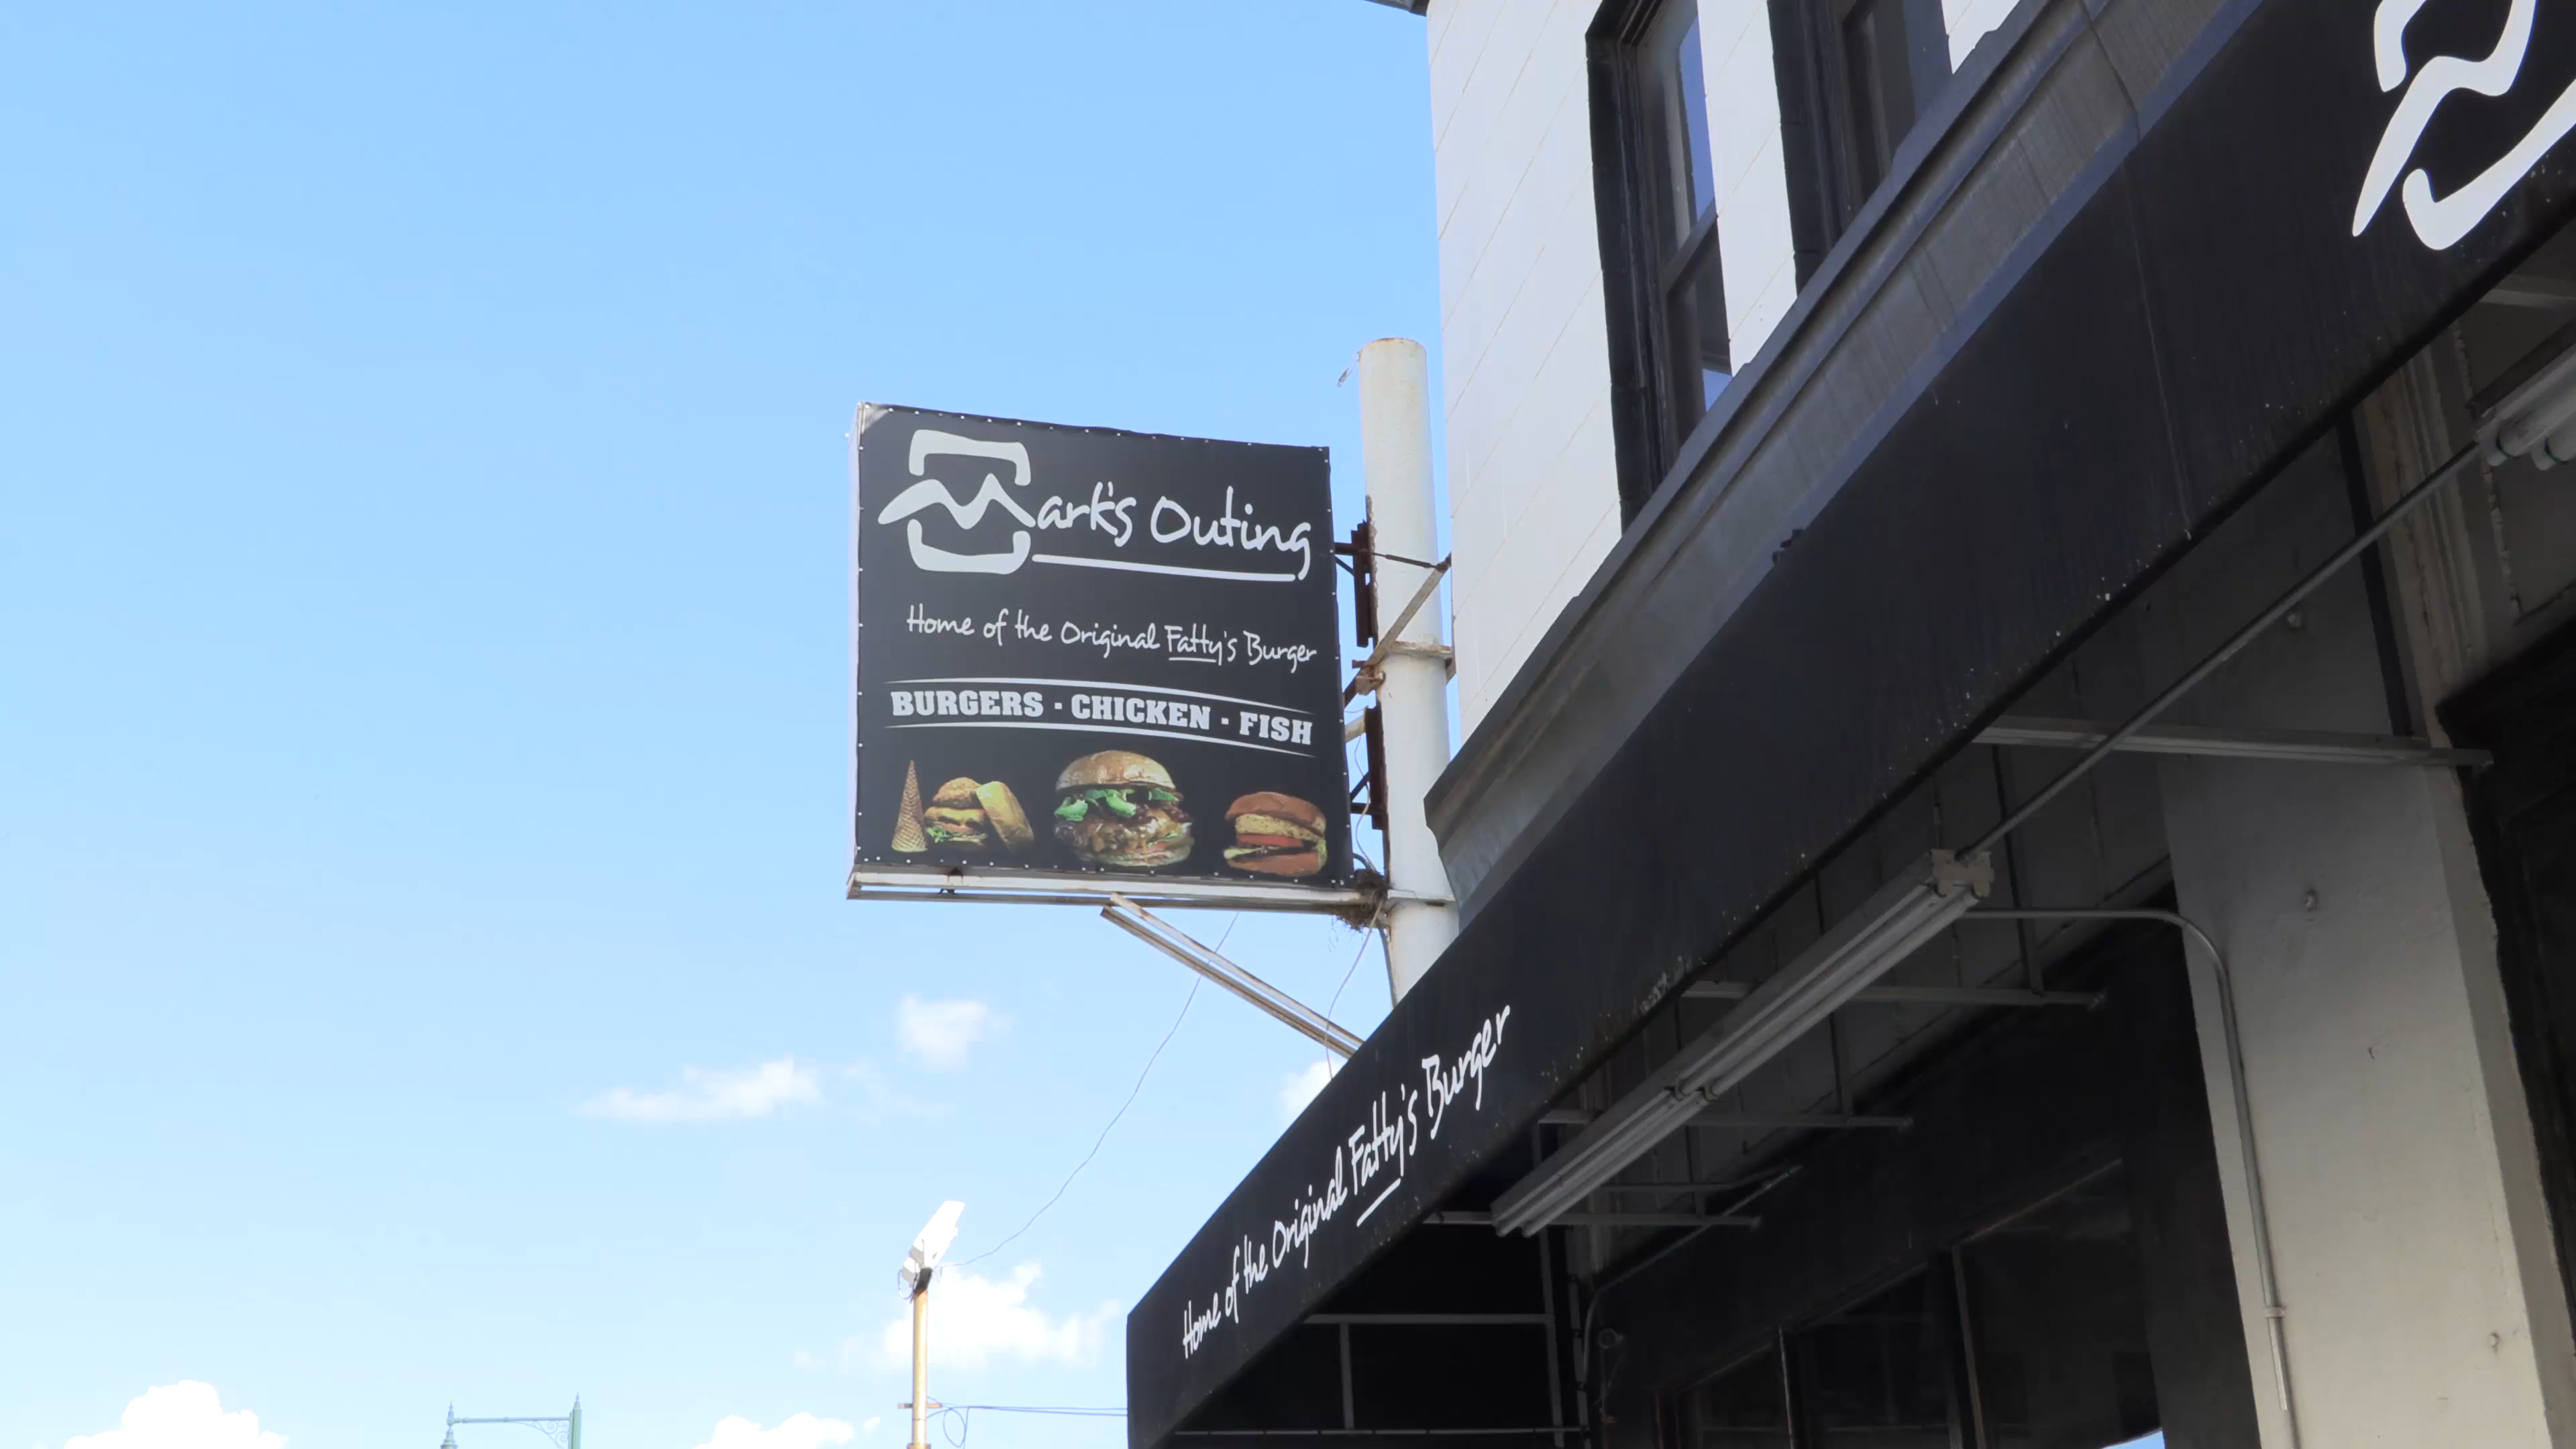 Mark's Outing
Home of the Original Fatty's Burger
BURGERS · CHICKEN · FISH
Home of the Original Fatty's Burger